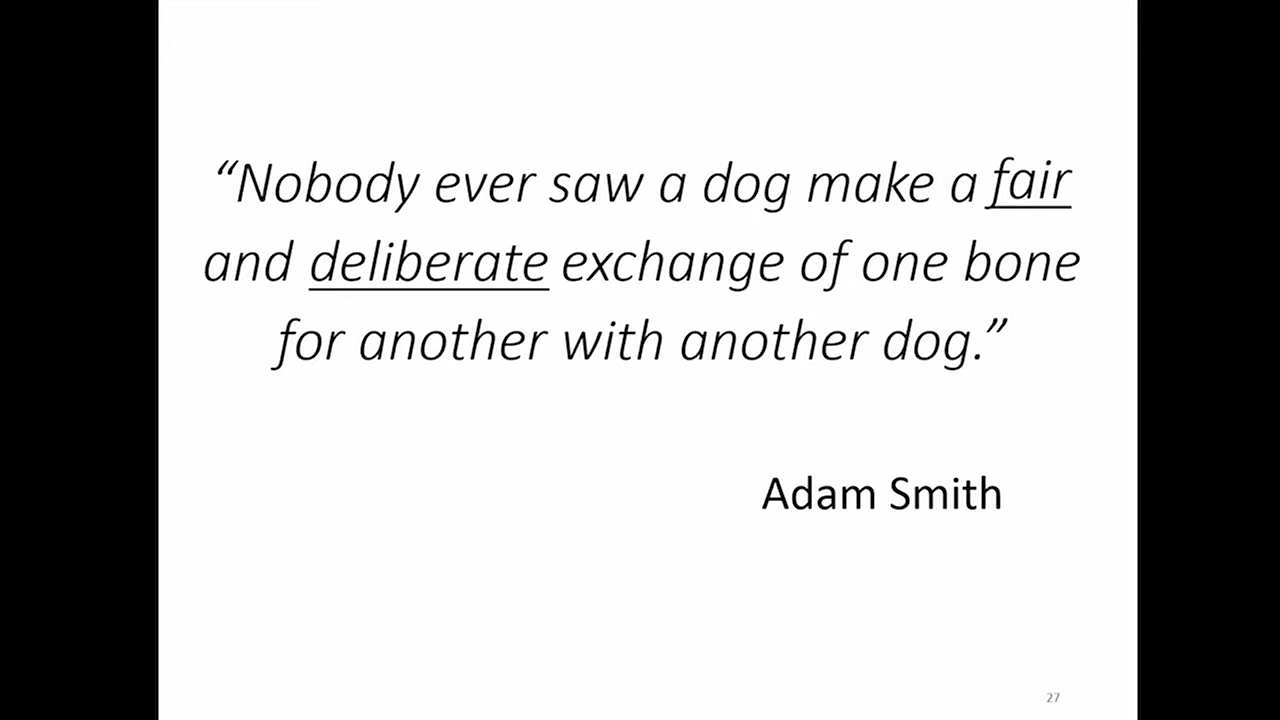 “Nobody ever saw a dog make a fair
and deliberate exchange of one bone
for another with another dog.”
Adam Smith
27